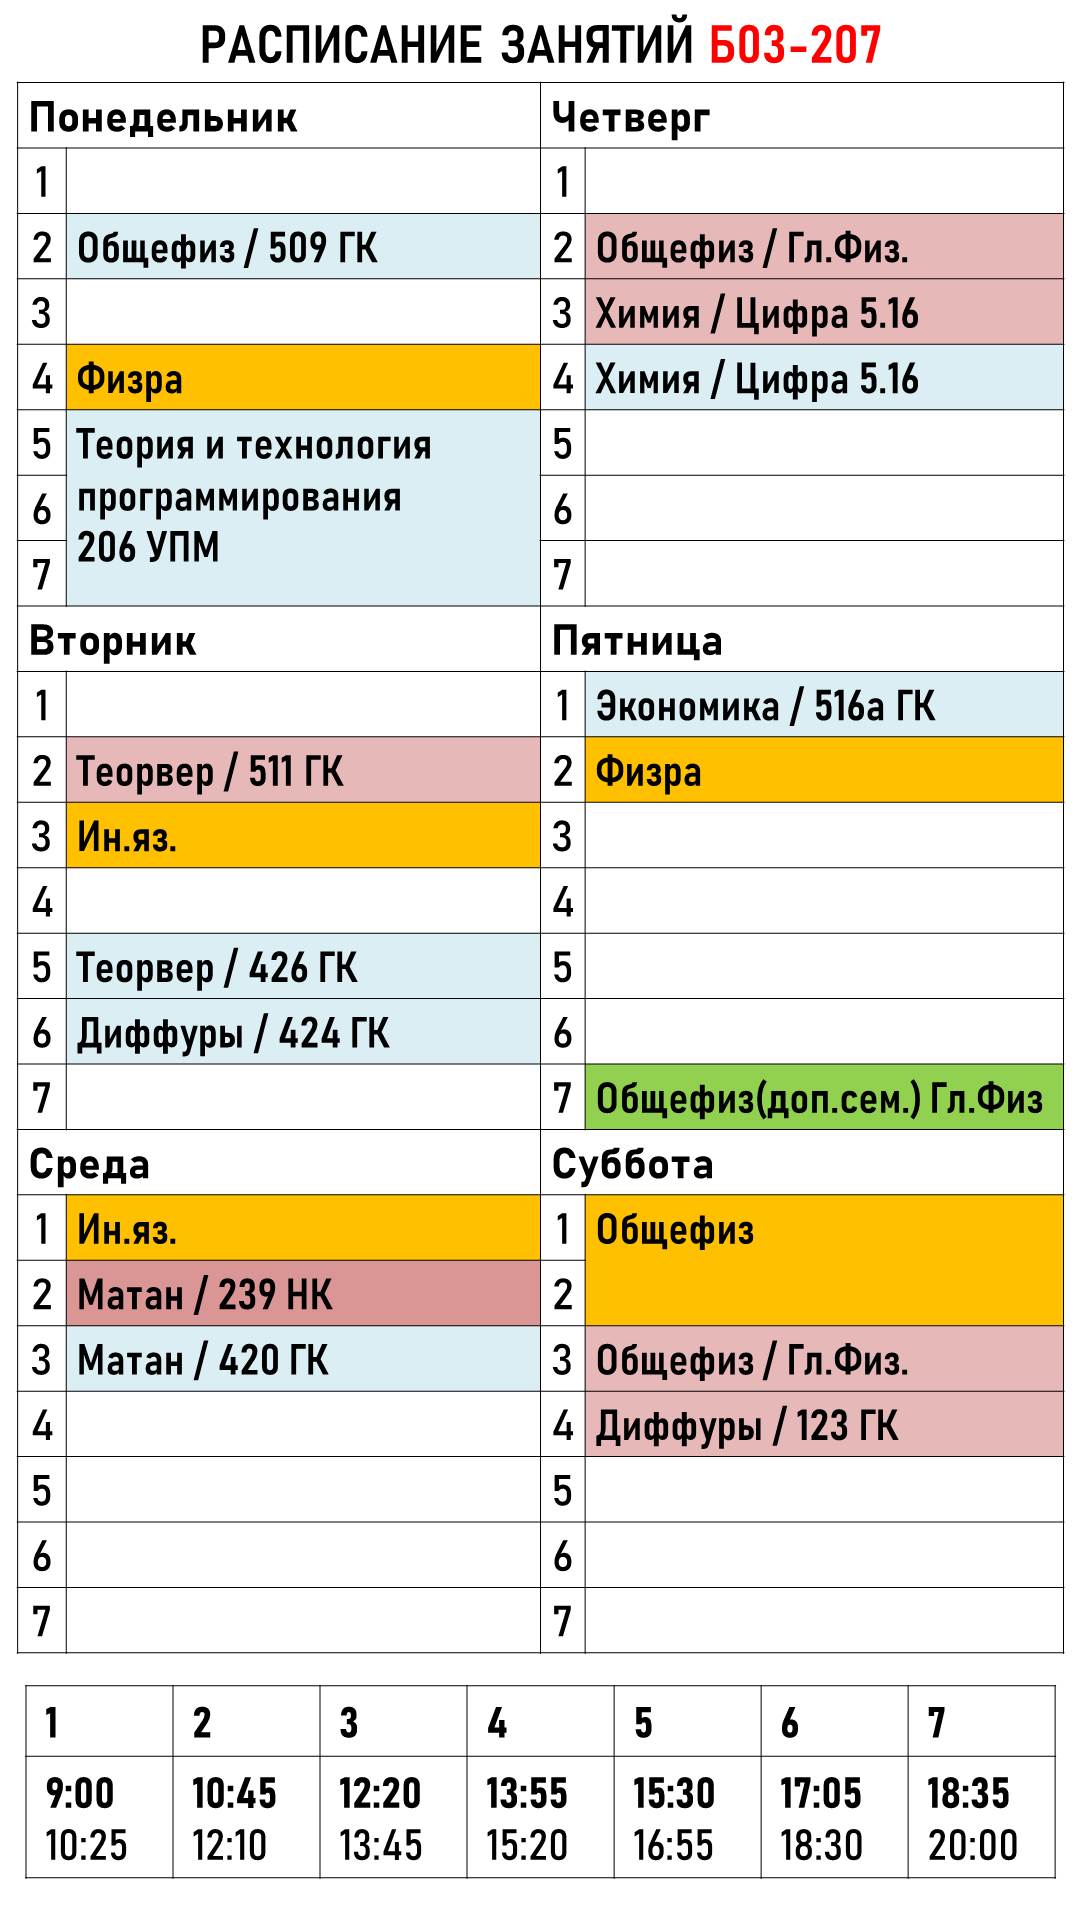 РАСПИСАНИЕ ЗАНЯТИЙ Б03-207
Понедельник
1
2 Общефиз / 509 ГК
3
4 Физра
5 Теория и технология
6 программирования
7 206 УПМ
Вторник
1
2 Теорвер / 511 ГК
3 Ин.яз.
4
5 Теорвер / 426 ГК
6 Диффуры / 424 ГК
7
Среда
1 Ин.яз.
2 Матан / 239 НК
3 Матан / 420 ГК
4
5
6
7
Четверг
1
2 Общефиз / Гл.Физ.
3 Химия / Цифра 5.16
4 Химия / Цифра 5.16
5
6
7
Пятница
1 Экономика / 516а ГК
2 Физра
3
4
5
6
7 Общефиз(доп.сем.) Гл.Физ
Суббота
1 Общефиз
2
3 Общефиз / Гл.Физ.
4 Диффуры / 123 ГК
5
6
7
1 2 3 4 5 6 7
9:00 10:45 12:20 13:55 15:30 17:05 18:35
10:25 12:10 13:45 15:20 16:55 18:30 20:00